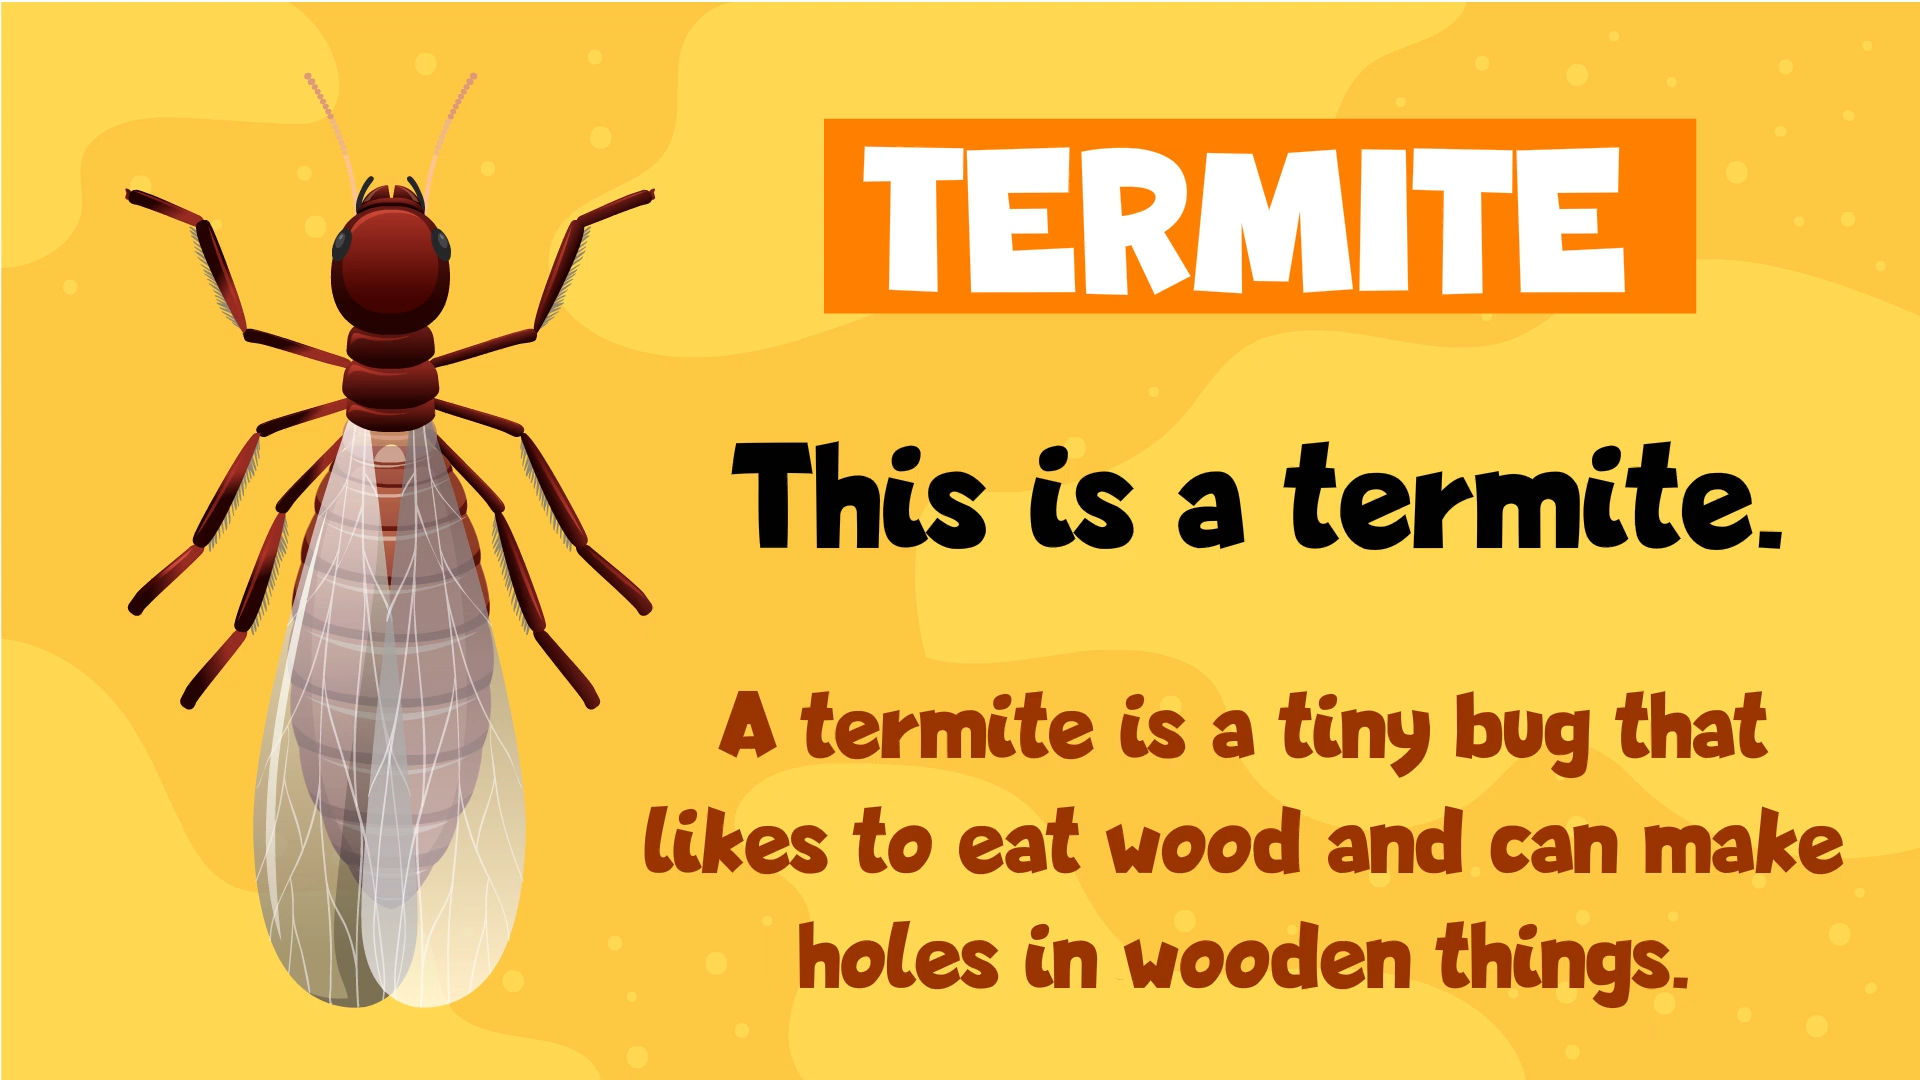 TERMITE
This is a termite.
A termite is a tiny bug that
likes to eat wood and can make
holes in wooden things.